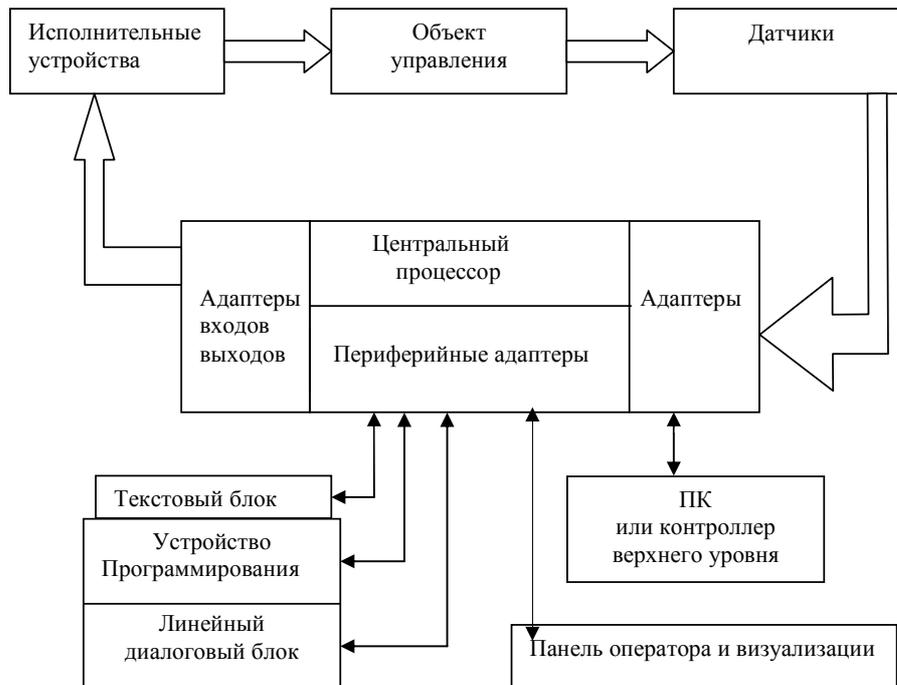 Исполнительные
устройства
Объект
управления
Датчики
Адаптеры
входов
выходов
Центральный
процессор
Периферийные адаптеры
Адаптеры
Текстовый блок
Устройство
Программирования
Линейный
диалоговый блок
ПК
или контроллер
верхнего уровня
Панель оператора и визуализации